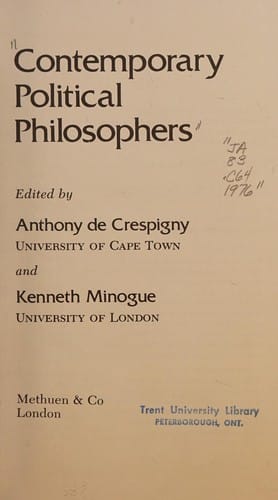 "Contemporary
Political
Philosophers"
"JA
83
.C64
1976"
Edited by
Anthony de Crespigny
UNIVERSITY OF CAPE TOWN
and
Kenneth Minogue
UNIVERSITY OF LONDON
Methuen & Co
London
Trent University Library
PETERBOROUGH, ONT.